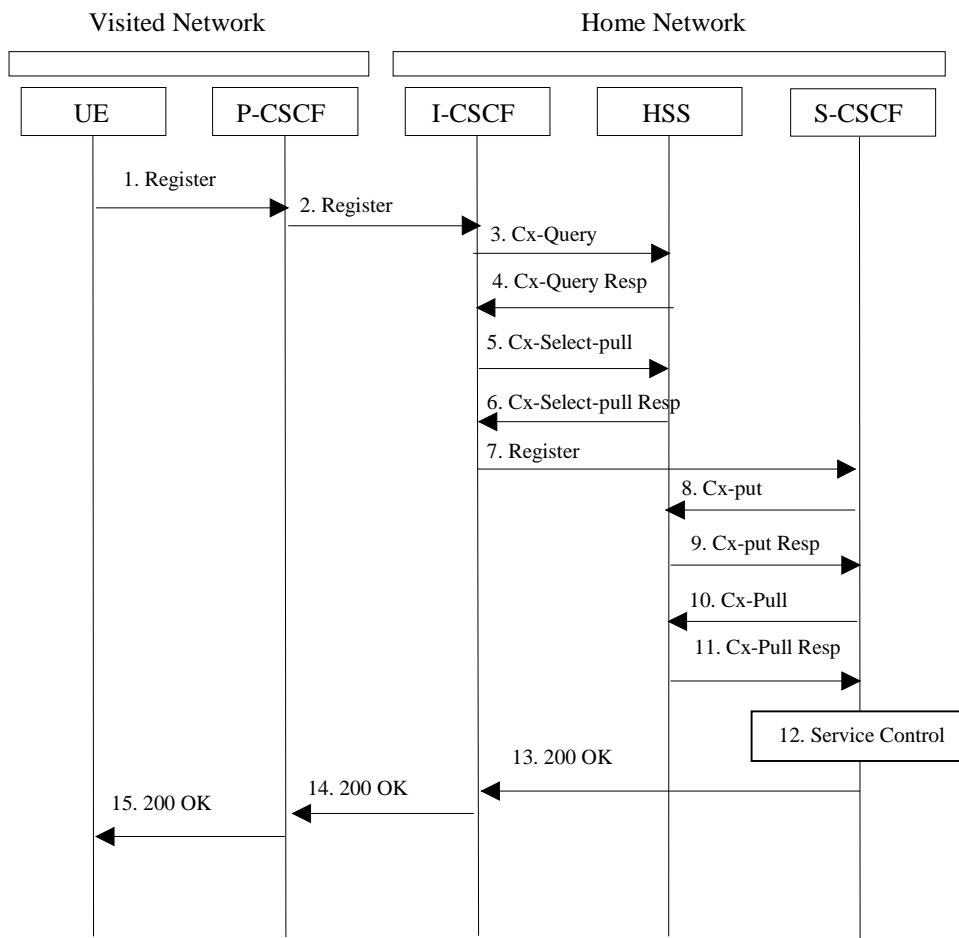 Visited Network
Home Network
UE
P-CSCF
I-CSCF
HSS
S-CSCF
1. Register
2. Register
3. Cx-Query
4. Cx-Query Resp
5. Cx-Select-pull
6. Cx-Select-pull Resp
7. Register
8. Cx-put
9. Cx-put Resp
10. Cx-Pull
11. Cx-Pull Resp
12. Service Control
13. 200 OK
14. 200 OK
15. 200 OK